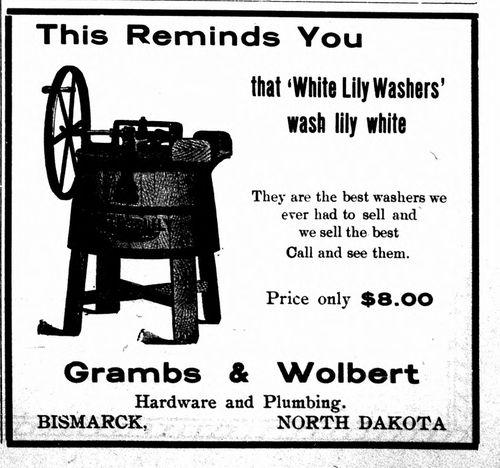 This Reminds You
that 'White Lily Washers'
wash lily white
They are the best washers we
ever had to sell and
we sell the best
Call and see them.
Price only $8.00
Grambs & Wolbert
Hardware and Plumbing.
BISMARCK, NORTH DAKOTA